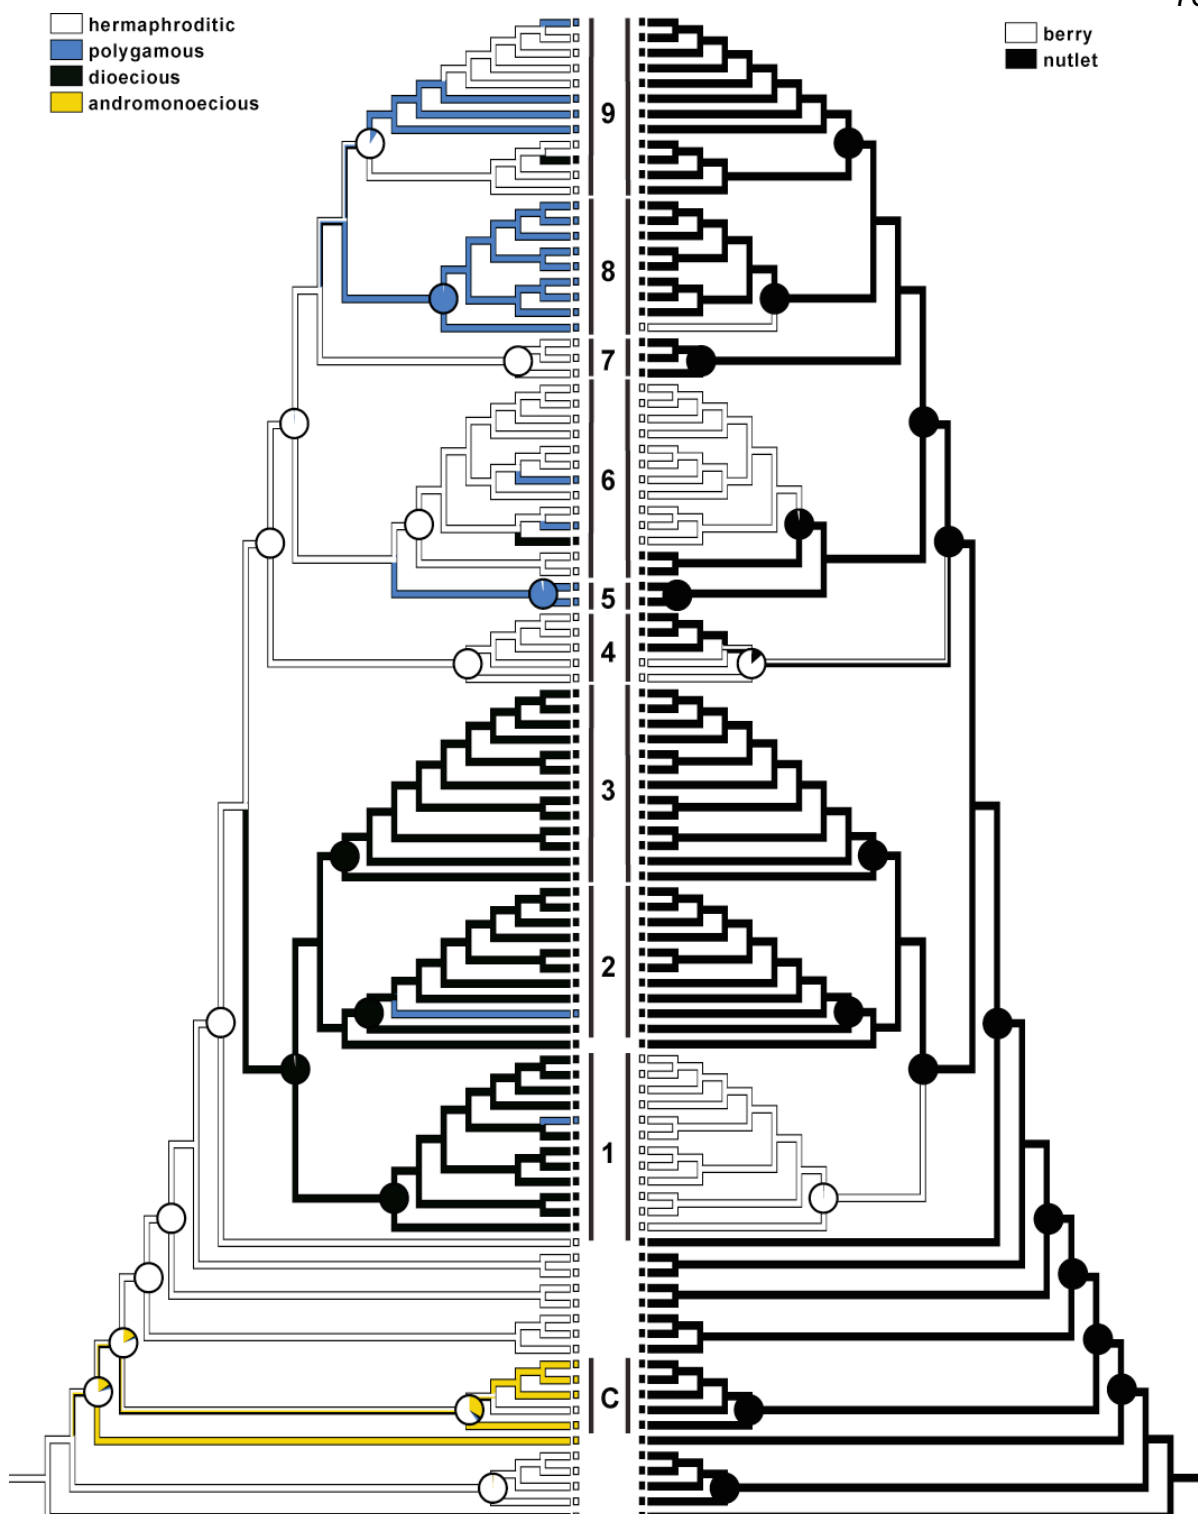 hermaphroditic
polygamous
dioecious
andromonoecious
berry
nutlet
9
8
7
6
5
4
3
2
1
C